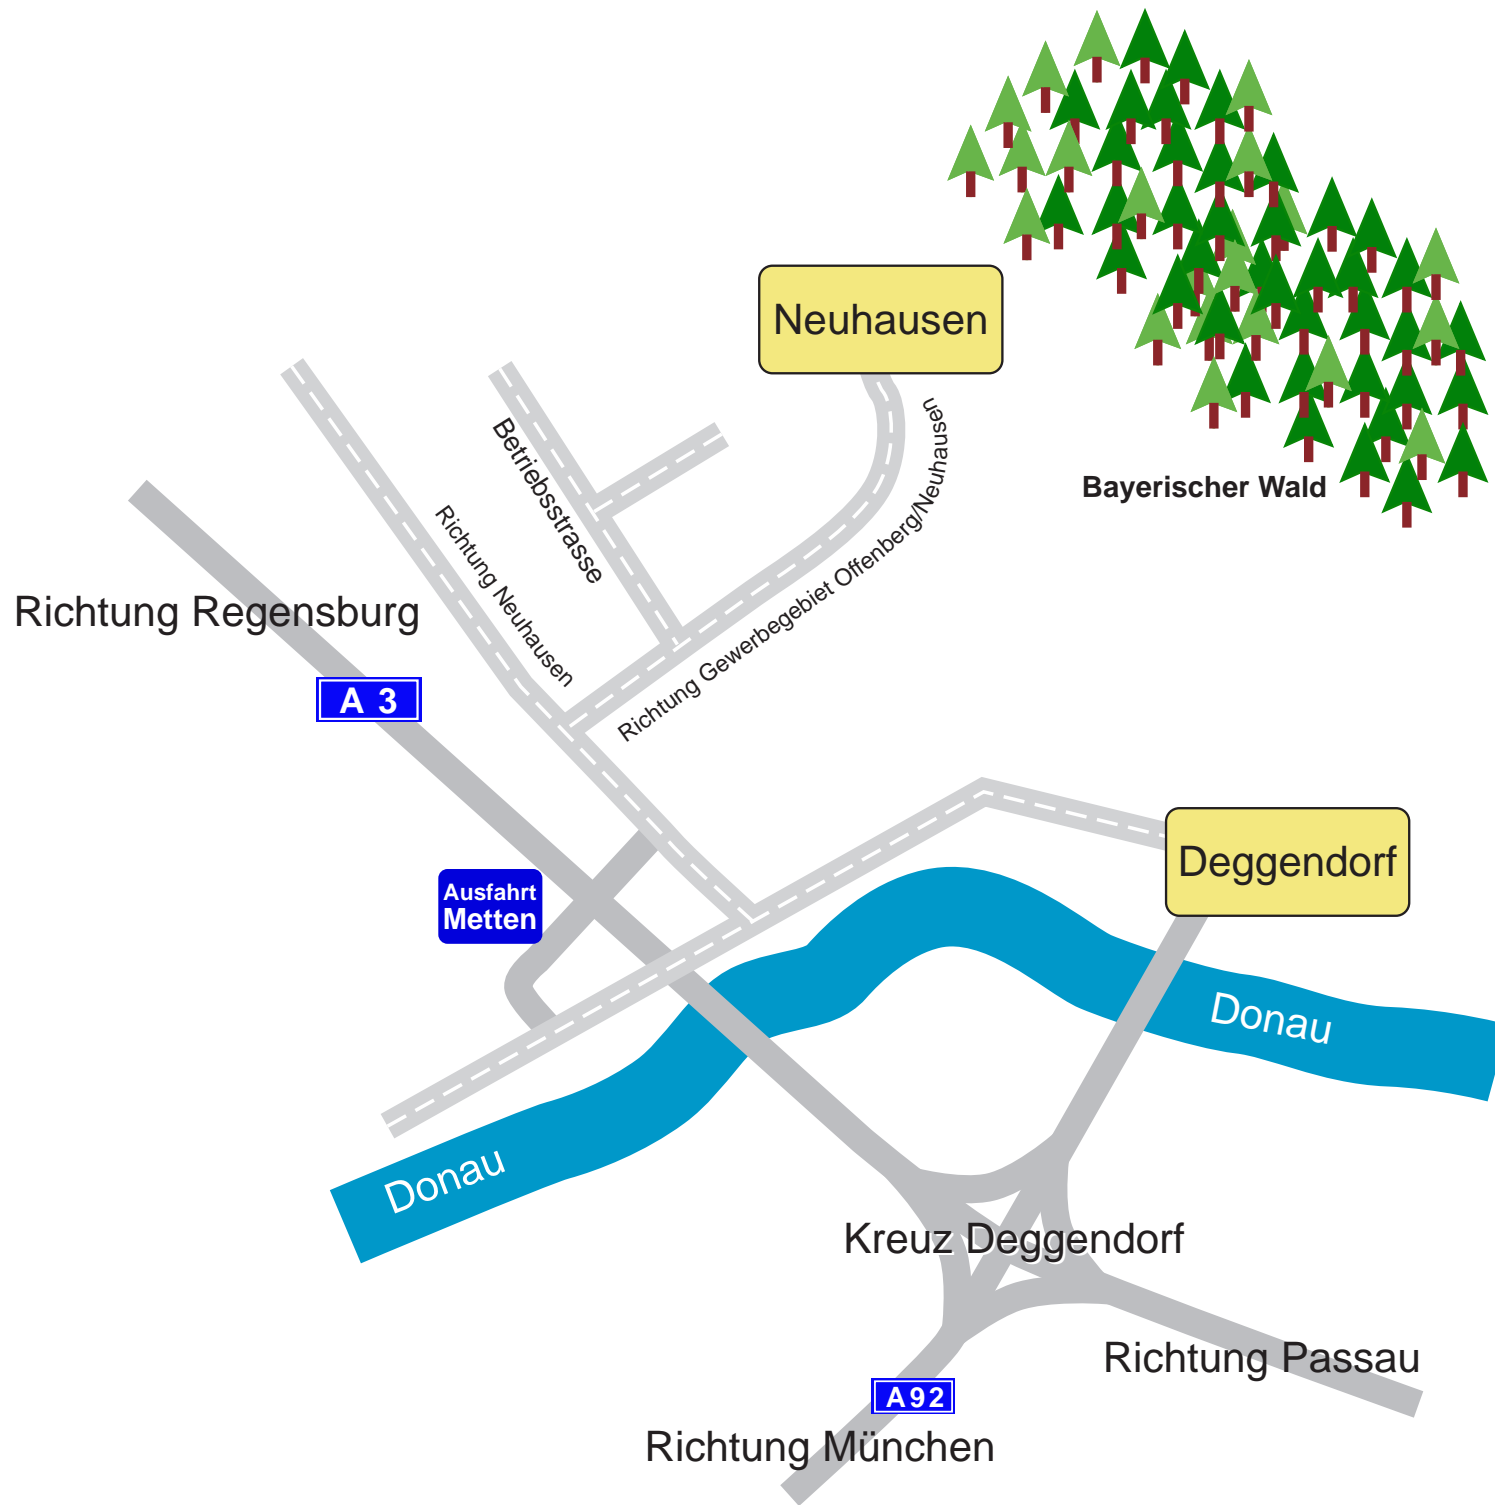 Neuhausen
Betriebsstrasse
Richtung Neuhausen
Richtung Gewerbegebiet Offenberg/Neuhausen
Bayerischer Wald
Richtung Regensburg
A 3
Deggendorf
Ausfahrt
Metten
Donau
Donau
Kreuz Deggendorf
Richtung Passau
A92
Richtung München